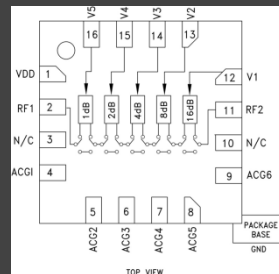 V5
V4
V3
V2
16
15
14
13
VDD
1
12
V1
RF1
2
1dB
2dB
4dB
8dB
16dB
11
RF2
N/C
3
10
N/C
ACG1
4
9
ACG6
5
6
7
8
ACG2
ACG3
ACG4
ACG5
PACKAGE
BASE
GND
TOP VIEW